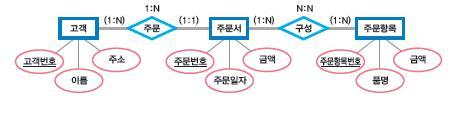 1:N N:N
고객 (1:N) 주문 (1:1) 주문서 (1:N) 구성 (1:N) 주문항목
고객번호 주소 주문번호 금액 주문항목번호 금액
이름 주문일자 품명